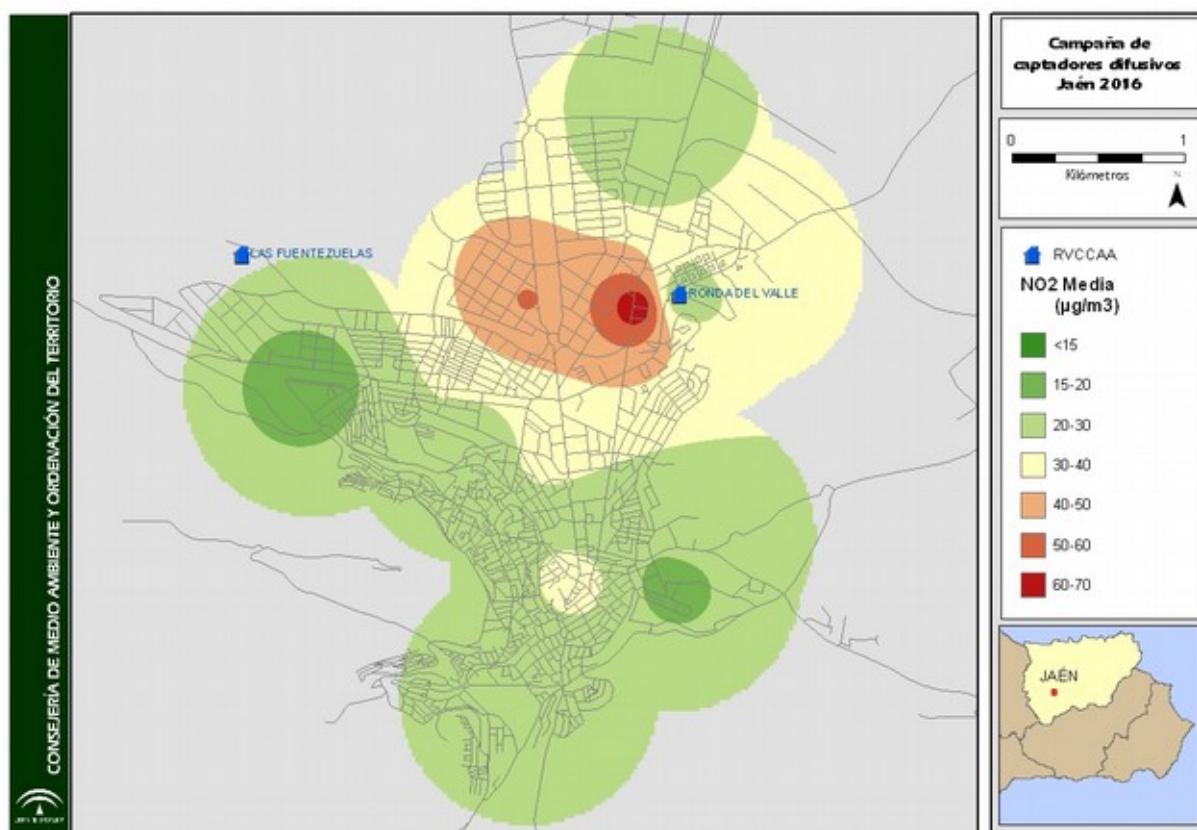 CONSEJERÍA DE MEDIO AMBIENTE Y ORDENACIÓN DEL TERRITORIO
LAS FUENTEZUELAS
RONDA DEL VALLE
Campaña de
captadores difusivos
Jaén 2016
0 1
Kilómetros
N
RVCCAA
NO2 Media
(µg/m3)
<15
15-20
20-30
30-40
40-50
50-60
60-70
JAÉN